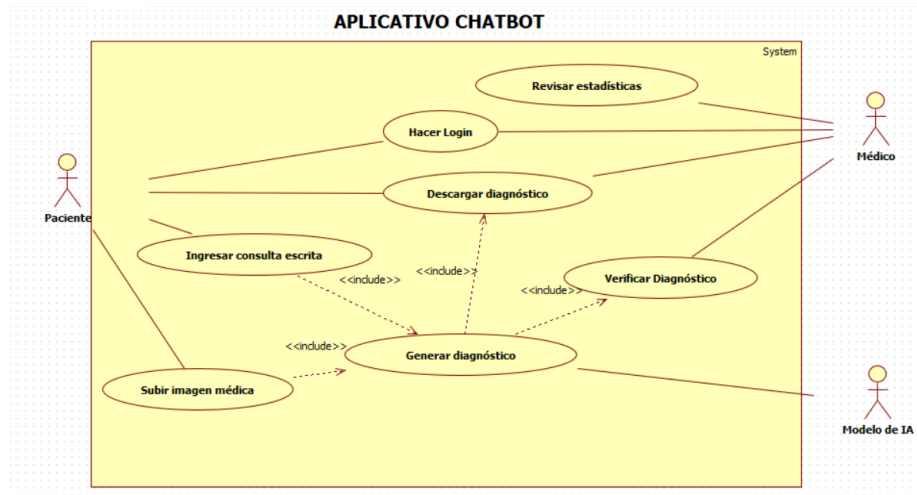 APLICATIVO CHATBOT
System
Revisar estadísticas
Hacer Login
Médico
Descargar diagnóstico
Paciente
Ingresar consulta escrita
<<include>>
<<include>>
Verificar Diagnóstico
<<include>>
<<include>>
Generar diagnóstico
Subir imagen médica
Modelo de IA